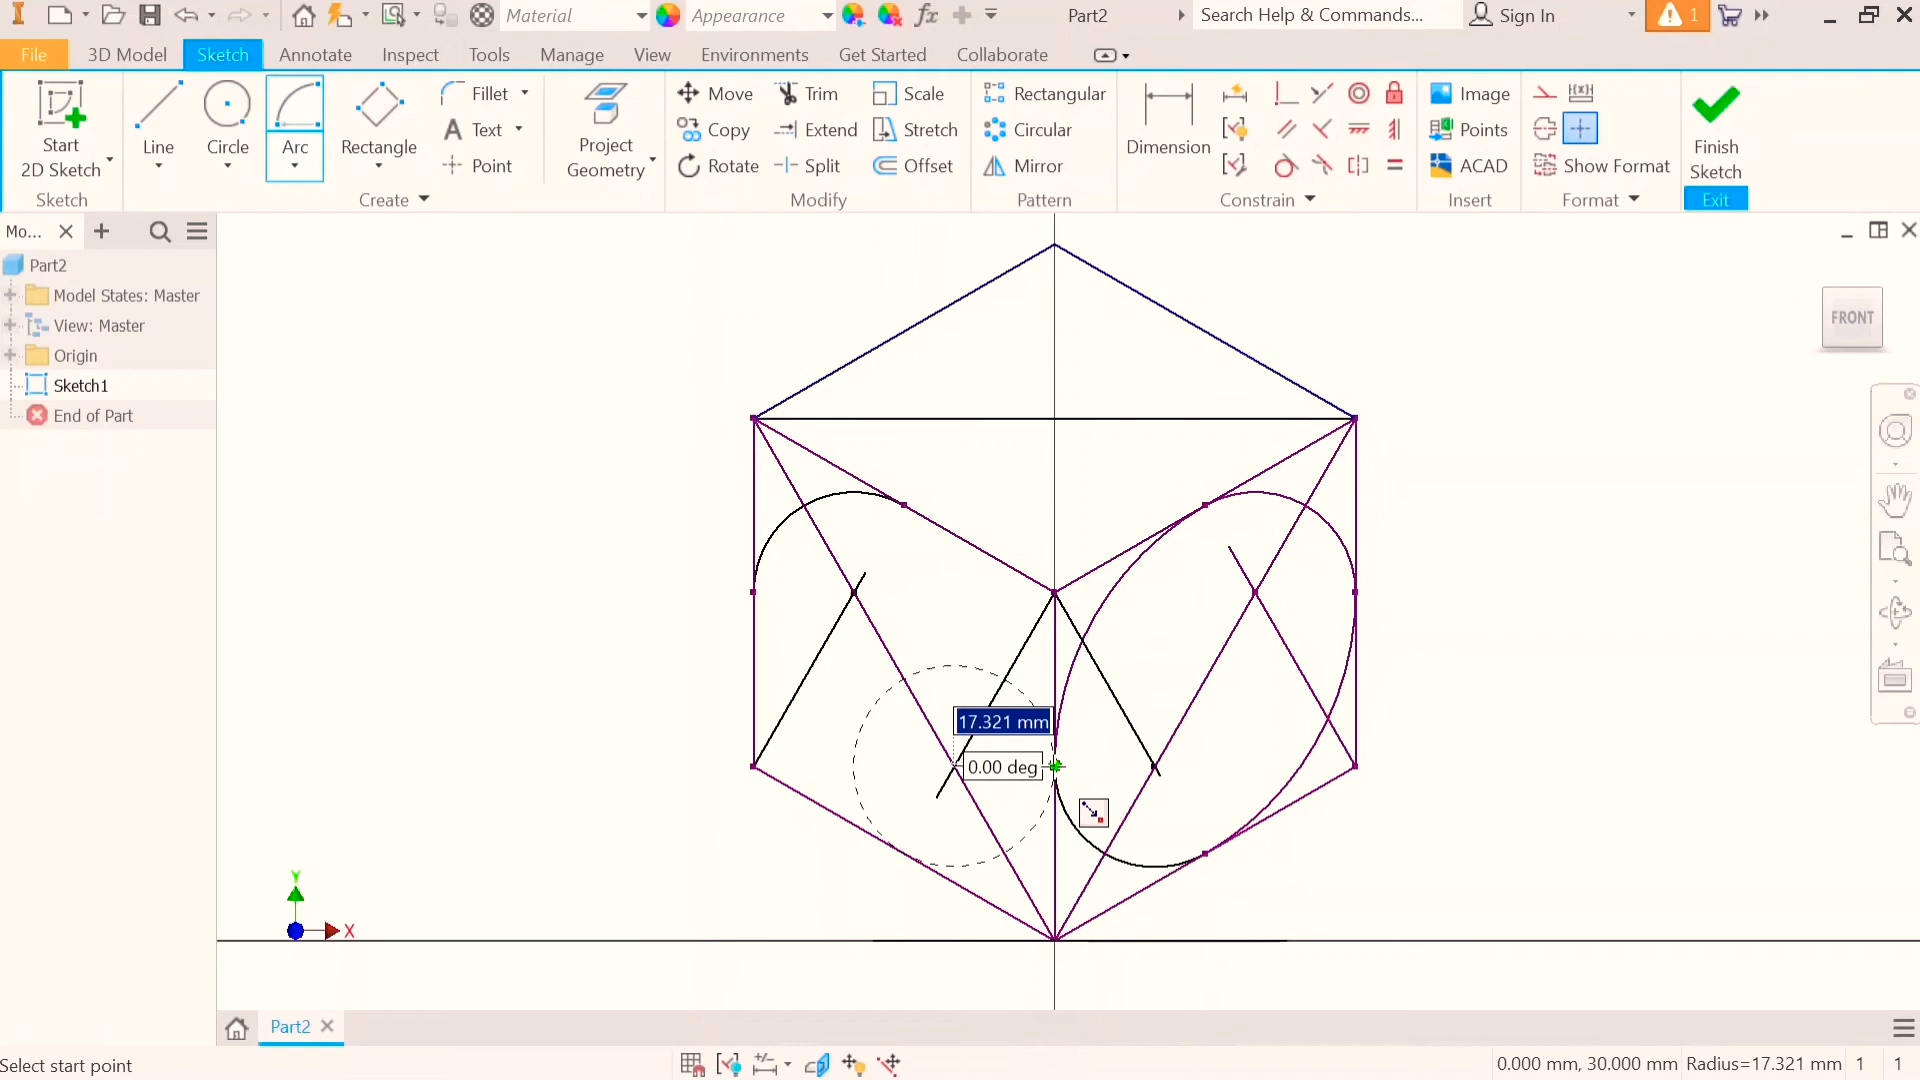 Material
Appearance
Part2
Search Help & Commands...
Sign In
1
File
3D Model
Sketch
Annotate
Inspect
Tools
Manage
View
Environments
Get Started
Collaborate
Start
2D Sketch
Line
Circle
Arc
Rectangle
Fillet
Text
Point
Project
Geometry
Move
Copy
Rotate
Trim
Extend
Split
Scale
Stretch
Offset
Rectangular
Circular
Mirror
Dimension
Image
Points
ACAD
Show Format
Finish
Sketch
Sketch
Create
Modify
Pattern
Constrain
Insert
Format
Exit
Mo...
Part2
Model States: Master
View: Master
Origin
Sketch1
End of Part
FRONT
17.321 mm
0.00 deg
Y
X
Part2
Select start point
0.000 mm, 30.000 mm Radius=17.321 mm 1 1